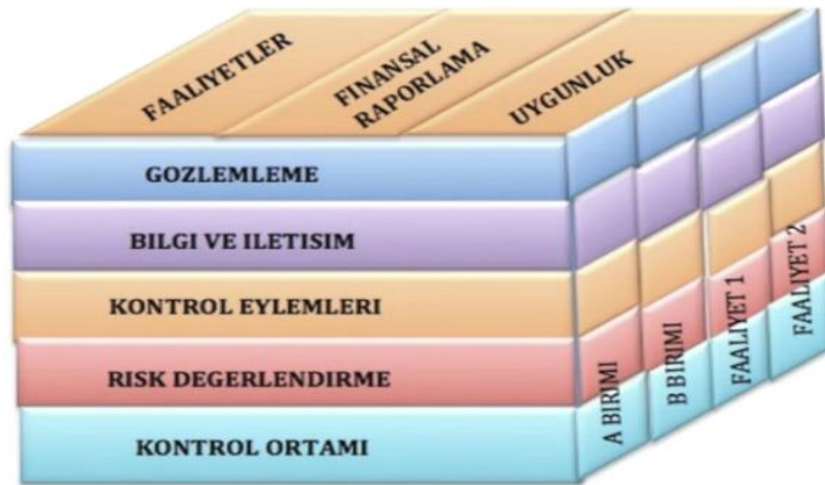 FAALIYETLER
FINANSAL
RAPORLAMA
UYGUNLUK
GOZLEMLEME
BILGI VE ILETISIM
KONTROL EYLEMLERI
RISK DEGERLENDIRME
KONTROL ORTAMI
A BIRIMI
B BIRIMI
FAALIYET 1
FAALIYET 2